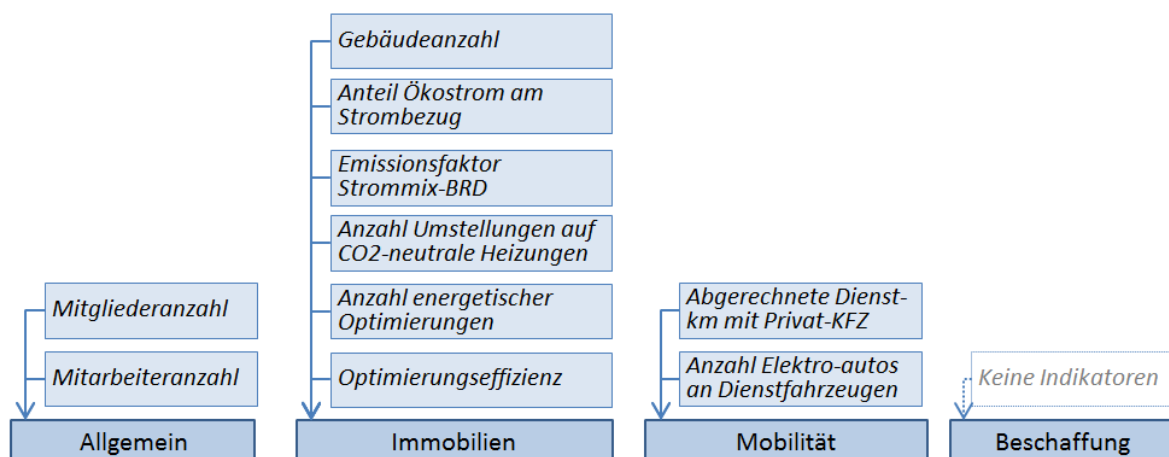 Gebäudeanzahl
Anteil Ökostrom am
Strombezug
Emissionsfaktor
Strommix-BRD
Anzahl Umstellungen auf
CO2-neutrale Heizungen
Mitgliederanzahl
Anzahl energetischer
Optimierungen
Abgerechnete Dienst-
km mit Privat-KFZ
Mitarbeiteranzahl
Optimierungseffizienz
Anzahl Elektro-autos
an Dienstfahrzeugen
Keine Indikatoren
Allgemein
Immobilien
Mobilität
Beschaffung